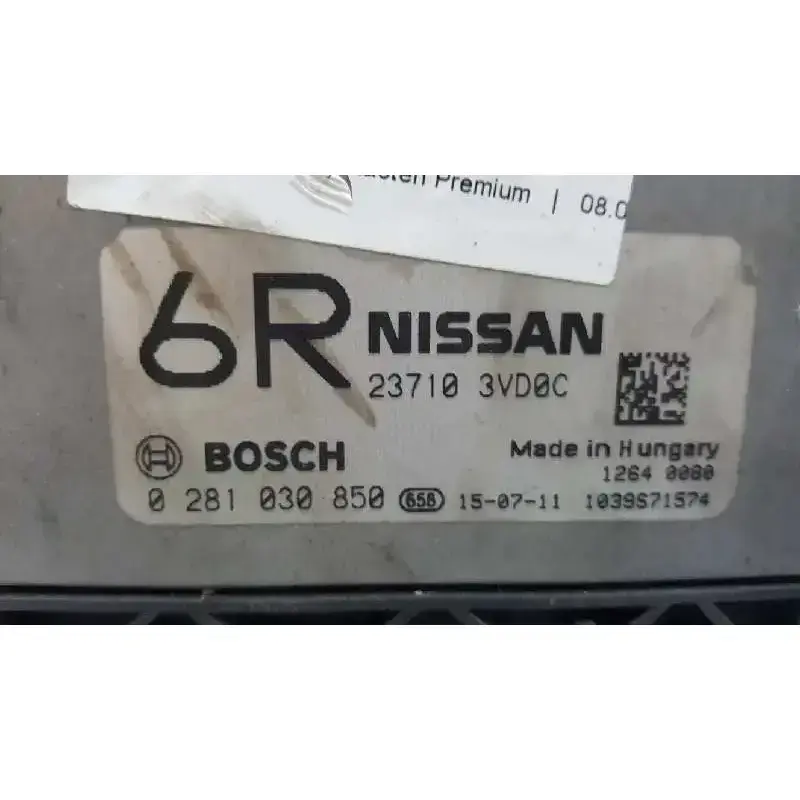 Premium | 08.0
6R NISSAN
23710 3VD0C
BOSCH Made in Hungary
1264 0080
0 281 030 850 658 15-07-11 1039S71574